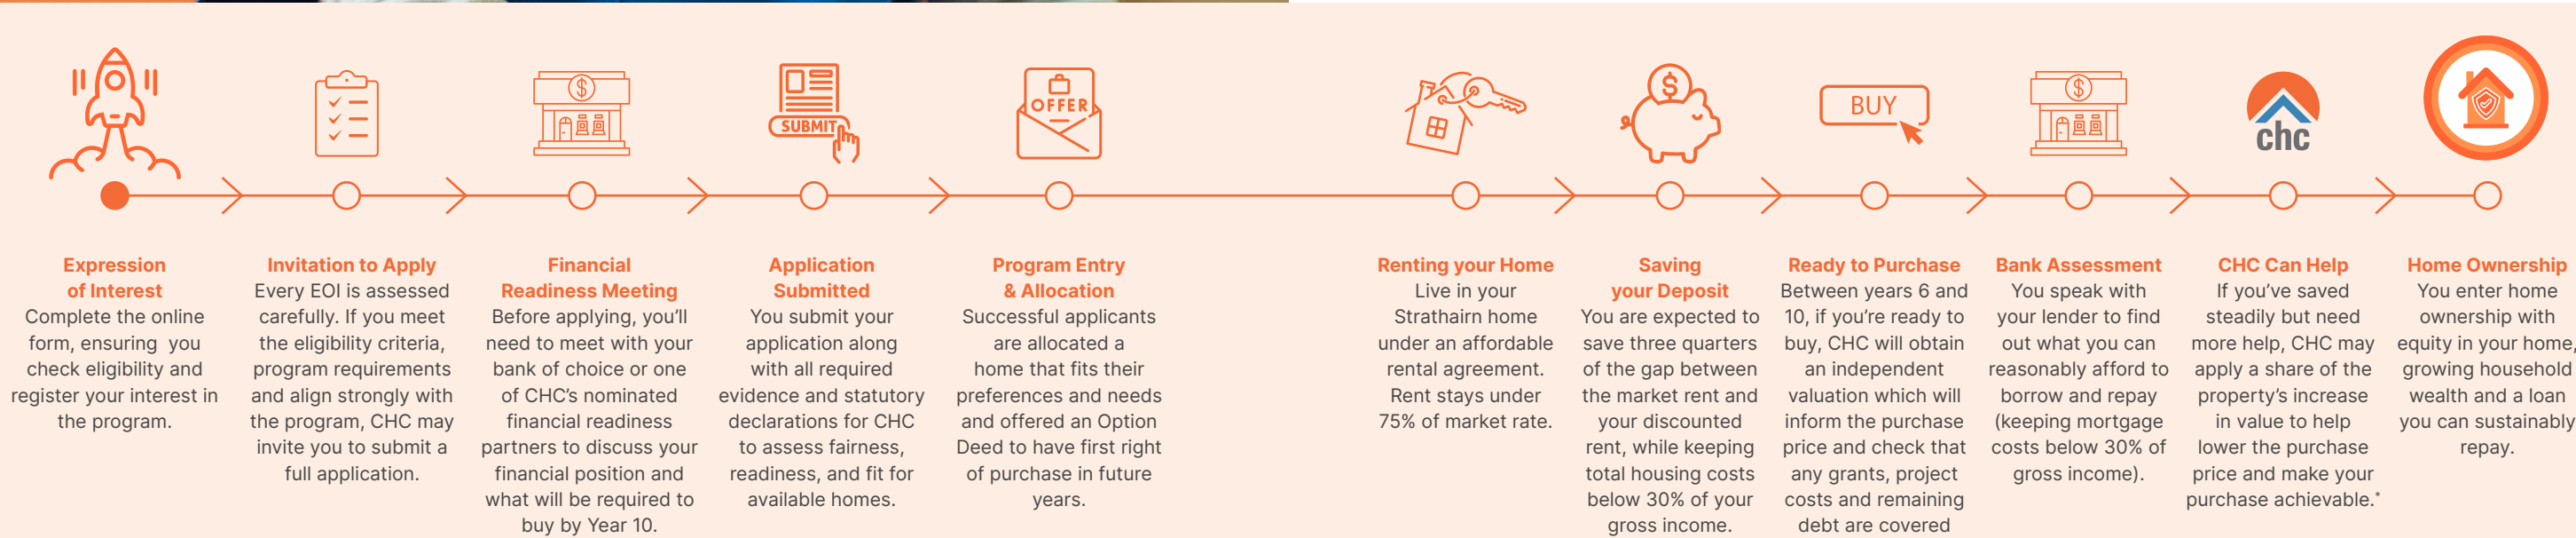 SUBMIT
OFFER
BUY
chc
Expression
of Interest
Complete the online
form, ensuring  you
check eligibility and
register your interest in
the program.
Invitation to Apply
Every EOI is assessed
carefully. If you meet
the eligibility criteria,
program requirements
and align strongly with
the program, CHC may
invite you to submit a
full application.
Financial
Readiness Meeting
Before applying, you’ll
need to meet with your
bank of choice or one
of CHC’s nominated
financial readiness
partners to discuss your
financial position and
what will be required to
buy by Year 10.
Application
Submitted
You submit your
application along
with all required
evidence and statutory
declarations for CHC
to assess fairness,
readiness, and fit for
available homes.
Program Entry
& Allocation
Successful applicants
are allocated a
home that fits their
preferences and needs
and offered an Option
Deed to have first right
of purchase in future
years.
Renting your Home
Live in your
Strathairn home
under an affordable
rental agreement.
Rent stays under
75% of market rate.
Saving
your Deposit
You are expected to
save three quarters
of the gap between
the market rent and
your discounted
rent, while keeping
total housing costs
below 30% of your
gross income.
Ready to Purchase
Between years 6 and
10, if you’re ready to
buy, CHC will obtain
an independent
valuation which will
inform the purchase
price and check that
any grants, project
costs and remaining
debt are covered
Bank Assessment
You speak with
your lender to find
out what you can
reasonably afford to
borrow and repay
(keeping mortgage
costs below 30% of
gross income).
CHC Can Help
If you’ve saved
steadily but need
more help, CHC may
apply a share of the
property’s increase
in value to help
lower the purchase
price and make your
purchase achievable.*
Home Ownership
You enter home
ownership with
equity in your home,
growing household
wealth and a loan
you can sustainably
repay.